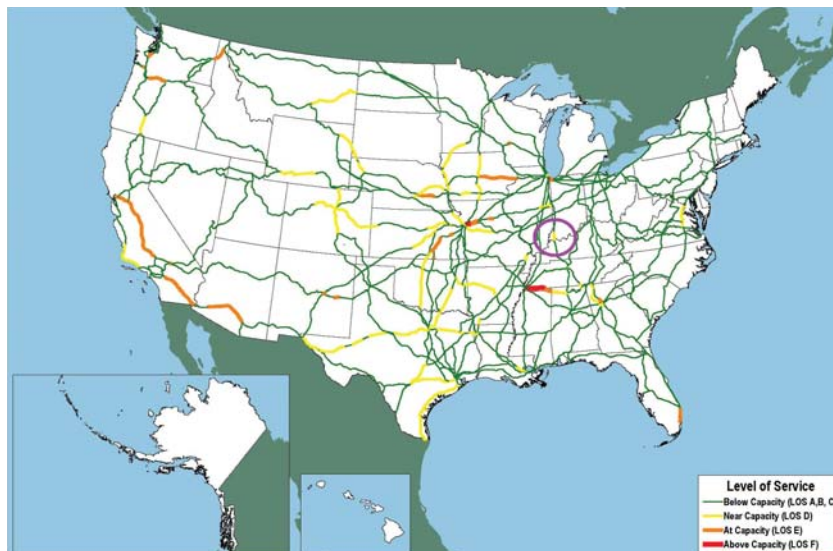 Level of Service
Below Capacity (LOS A,B, C
Near Capacity (LOS D)
At Capacity (LOS E)
Above Capacity (LOS F)